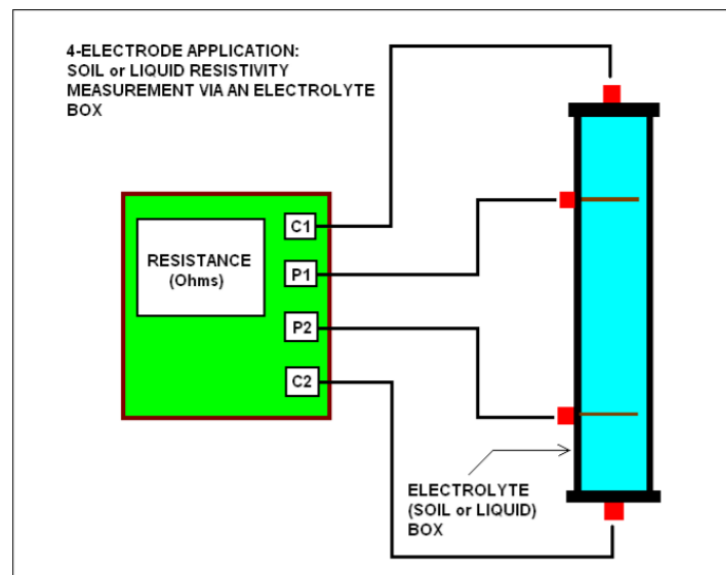 4-ELECTRODE APPLICATION:
SOIL or LIQUID RESISTIVITY
MEASUREMENT VIA AN ELECTROLYTE
BOX
C1
RESISTANCE
(Ohms)
P1
P2
C2
ELECTROLYTE
(SOIL or LIQUID)
BOX